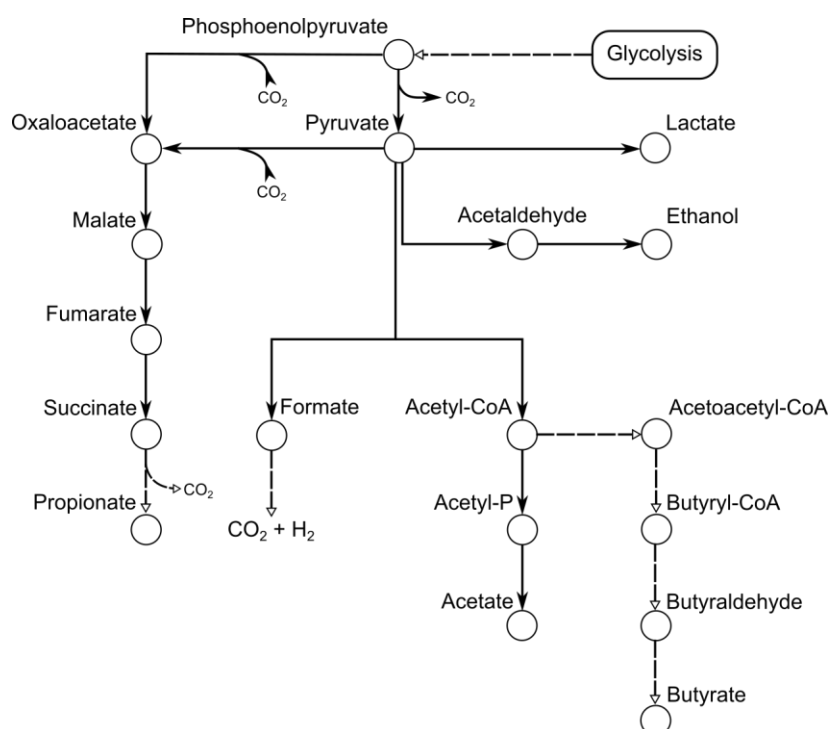 Phosphoenolpyruvate
Glycolysis
CO₂
CO₂
Oxaloacetate
Pyruvate
Lactate
CO₂
Malate
Acetaldehyde
Ethanol
Fumarate
Succinate
Formate
Acetyl-CoA
Acetoacetyl-CoA
CO₂
Propionate
CO₂ + H₂
Acetyl-P
Butyryl-CoA
Acetate
Butyraldehyde
Butyrate